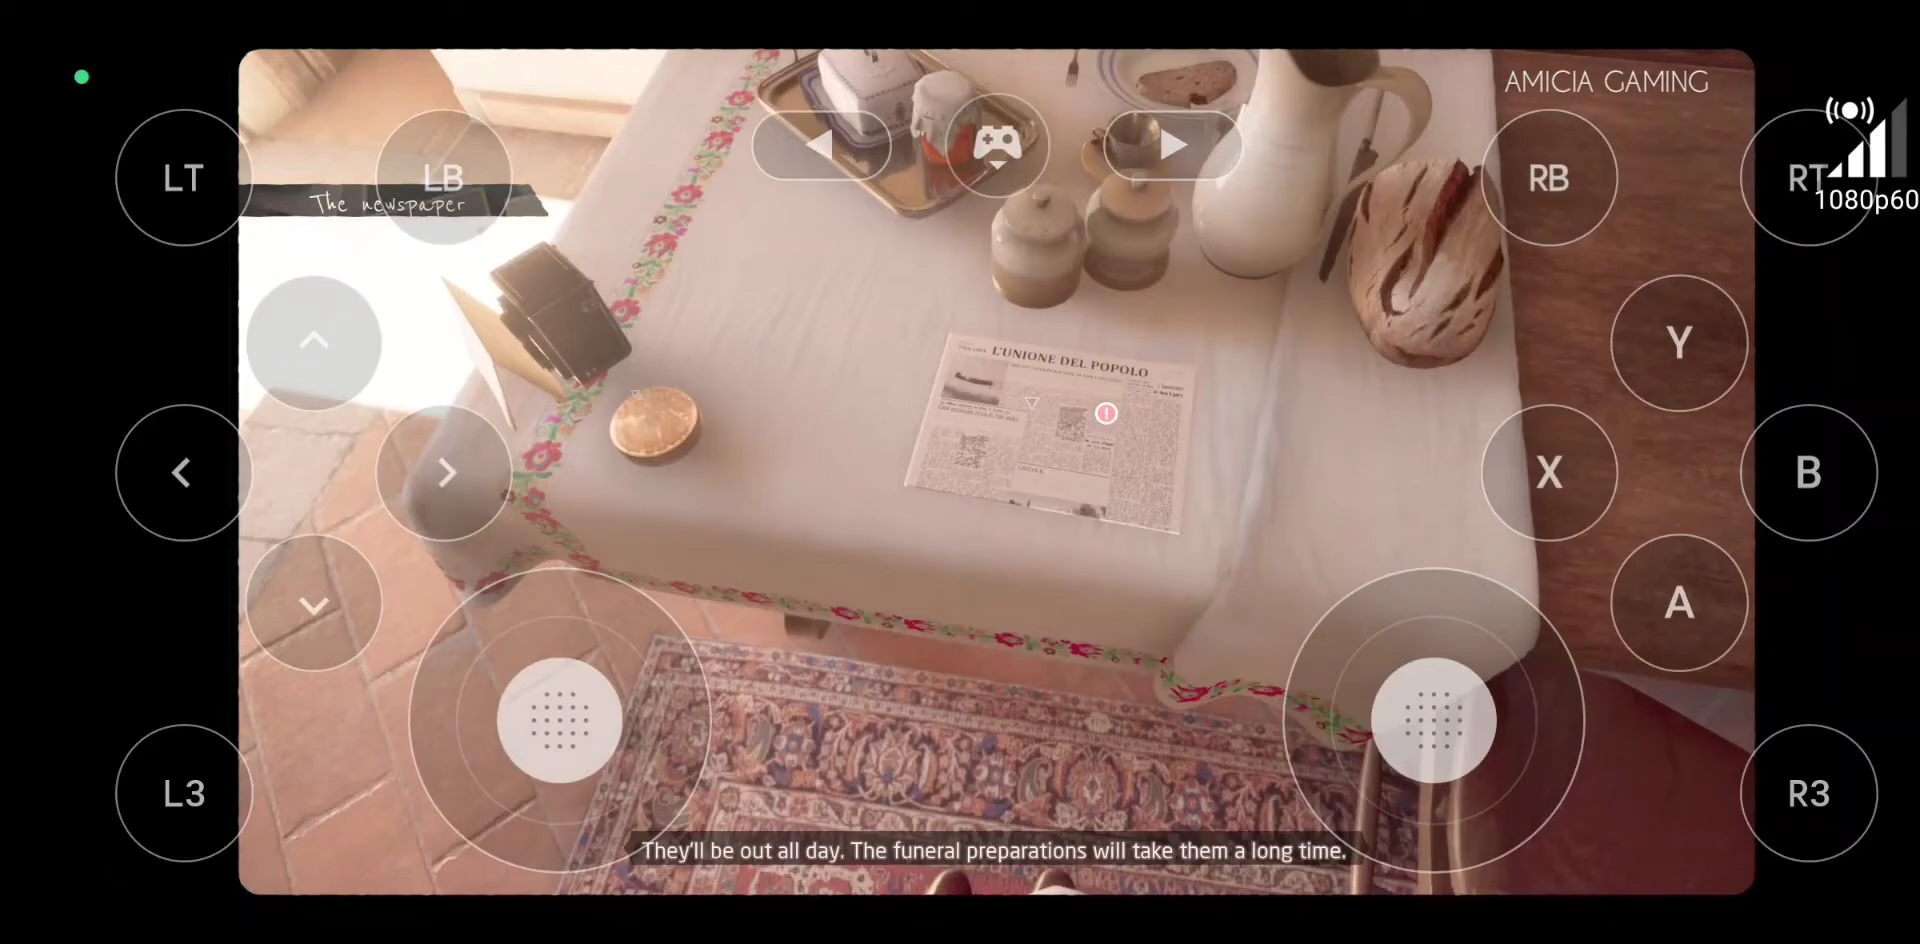 AMICIA GAMING
LT
LB
RB
RT
1080p60
The newspaper
Y
L'UNIONE DEL POPOLO
X
B
A
L3
R3
They'll be out all day. The funeral preparations will take them a long time.